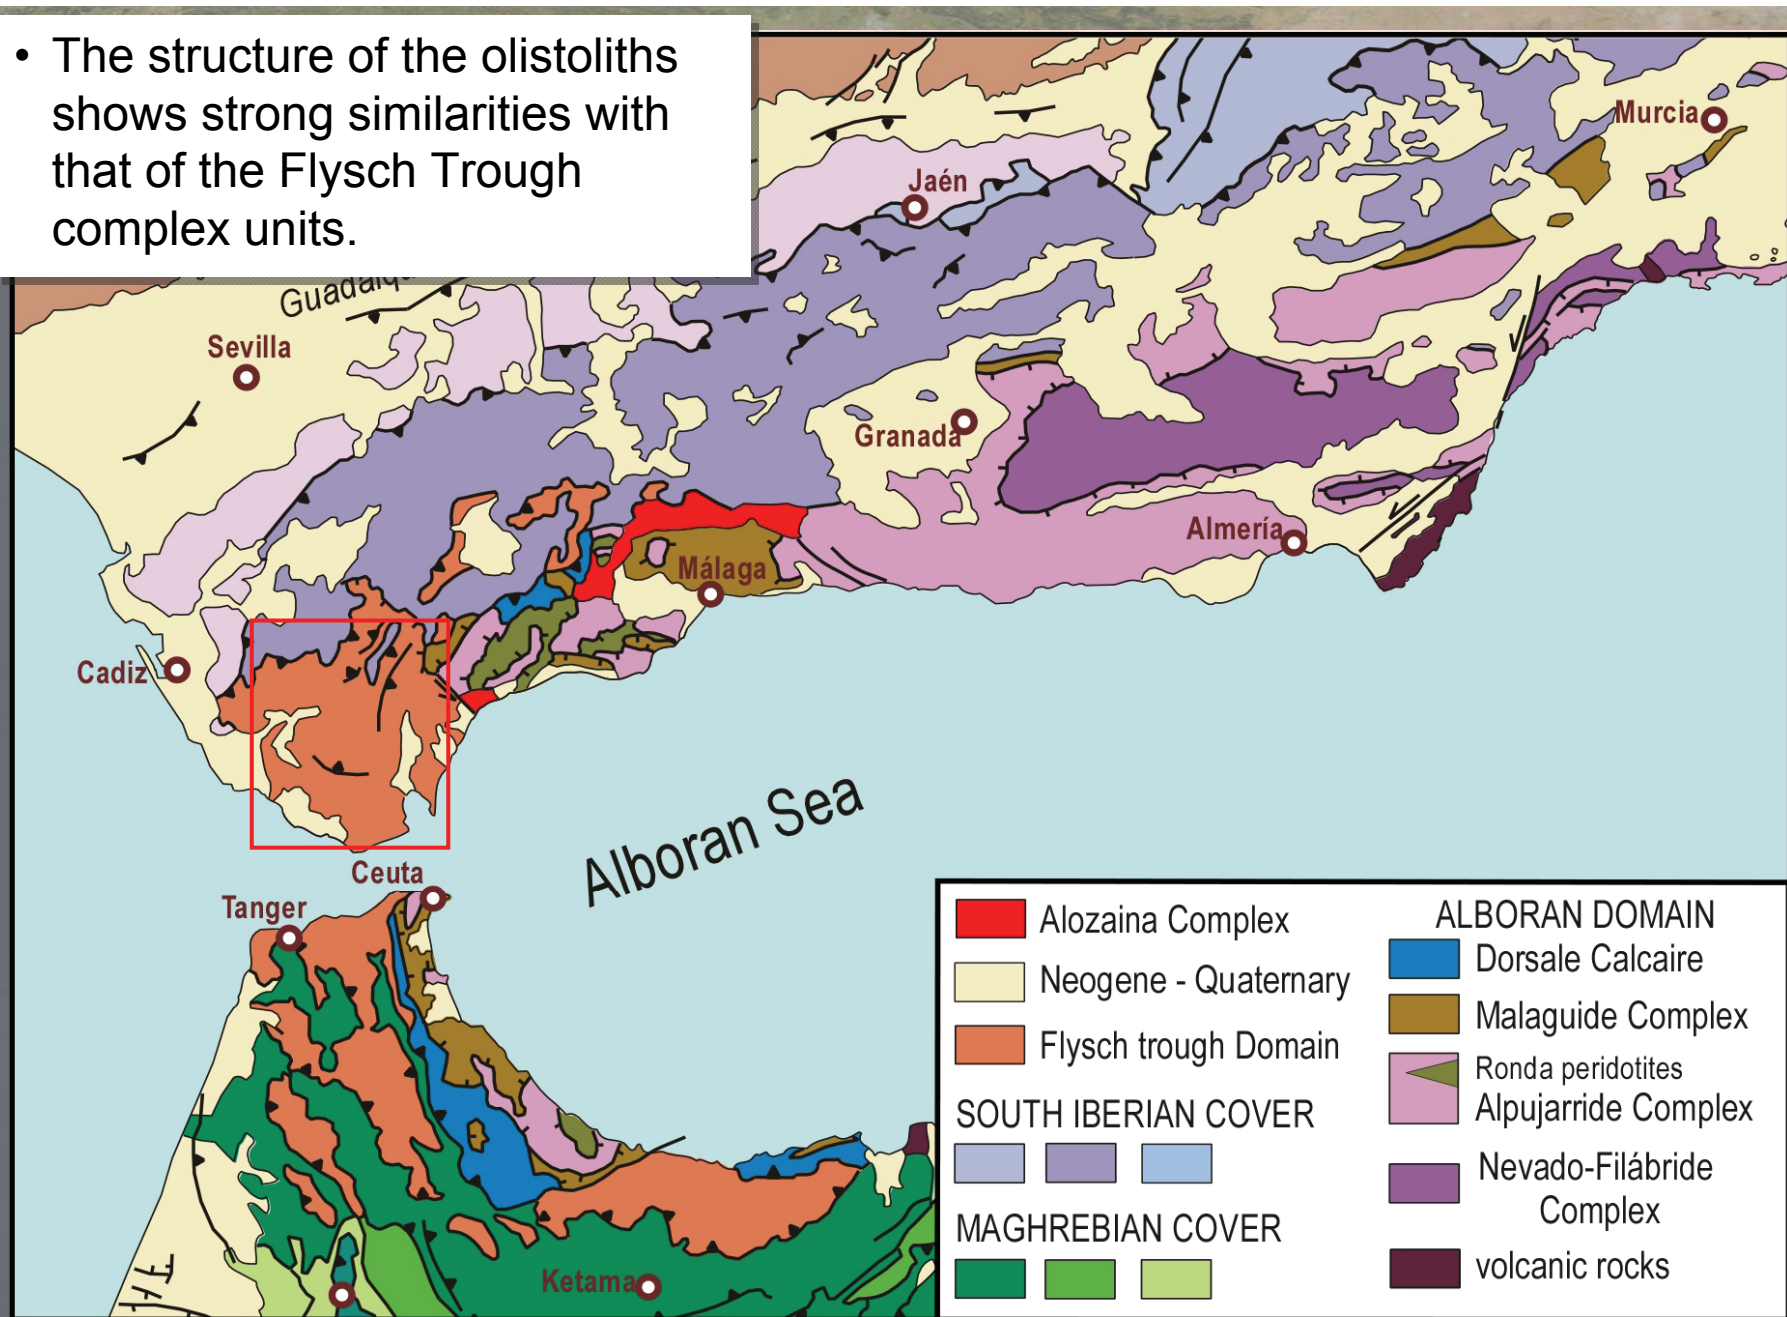 • The structure of the olistoliths
shows strong similarities with
that of the Flysch Trough
complex units.
Murcia
Jaén
Sevilla
Granada
Almería
Málaga
Cadiz
Alboran Sea
Ceuta
Tanger
Ketama
Alozaina Complex
Neogene - Quaternary
Flysch trough Domain
SOUTH IBERIAN COVER
MAGHREBIAN COVER
ALBORAN DOMAIN
Dorsale Calcaire
Malaguide Complex
Ronda peridotites
Alpujarride Complex
Nevado-Filábride
Complex
volcanic rocks